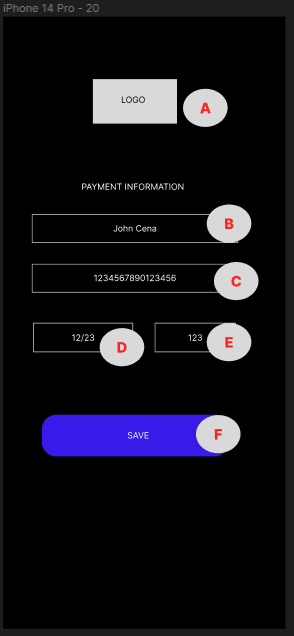 iPhone 14 Pro - 20
LOGO
A
PAYMENT INFORMATION
B
John Cena
1234567890123456
C
12/23
D
123
E
SAVE
F